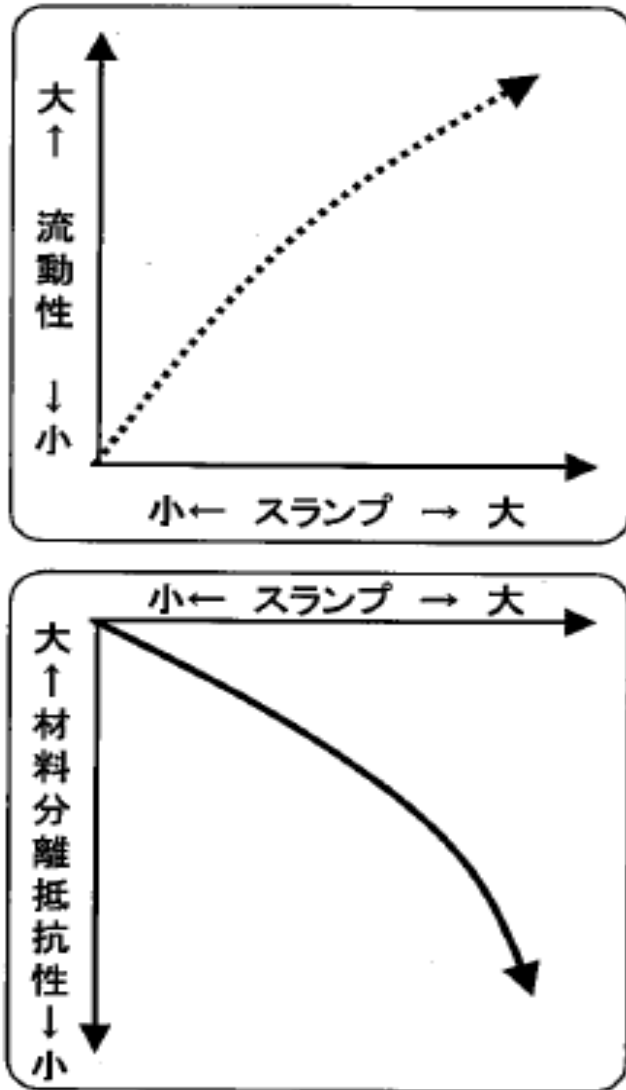 大↑ 流動性 ↓小
小← スランプ → 大
小← スランプ → 大
大↑材料分離抵抗性↓小